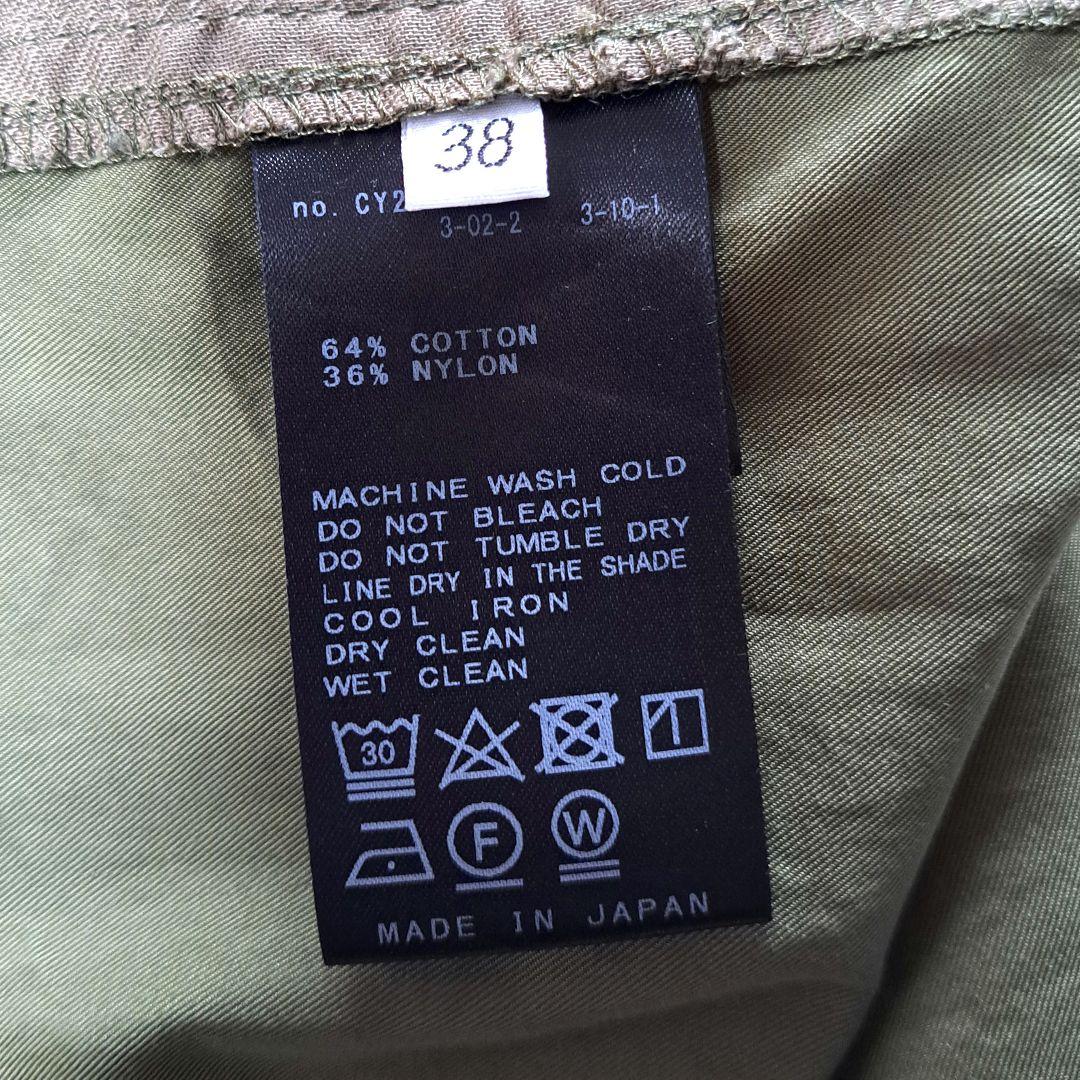 38
no. CY2
3-02-2 3-10-1
64% COTTON
36% NYLON
MACHINE WASH COLD
DO NOT BLEACH
DO NOT TUMBLE DRY
LINE DRY IN THE SHADE
COOL IRON
DRY CLEAN
WET CLEAN
30
F W
MADE IN JAPAN